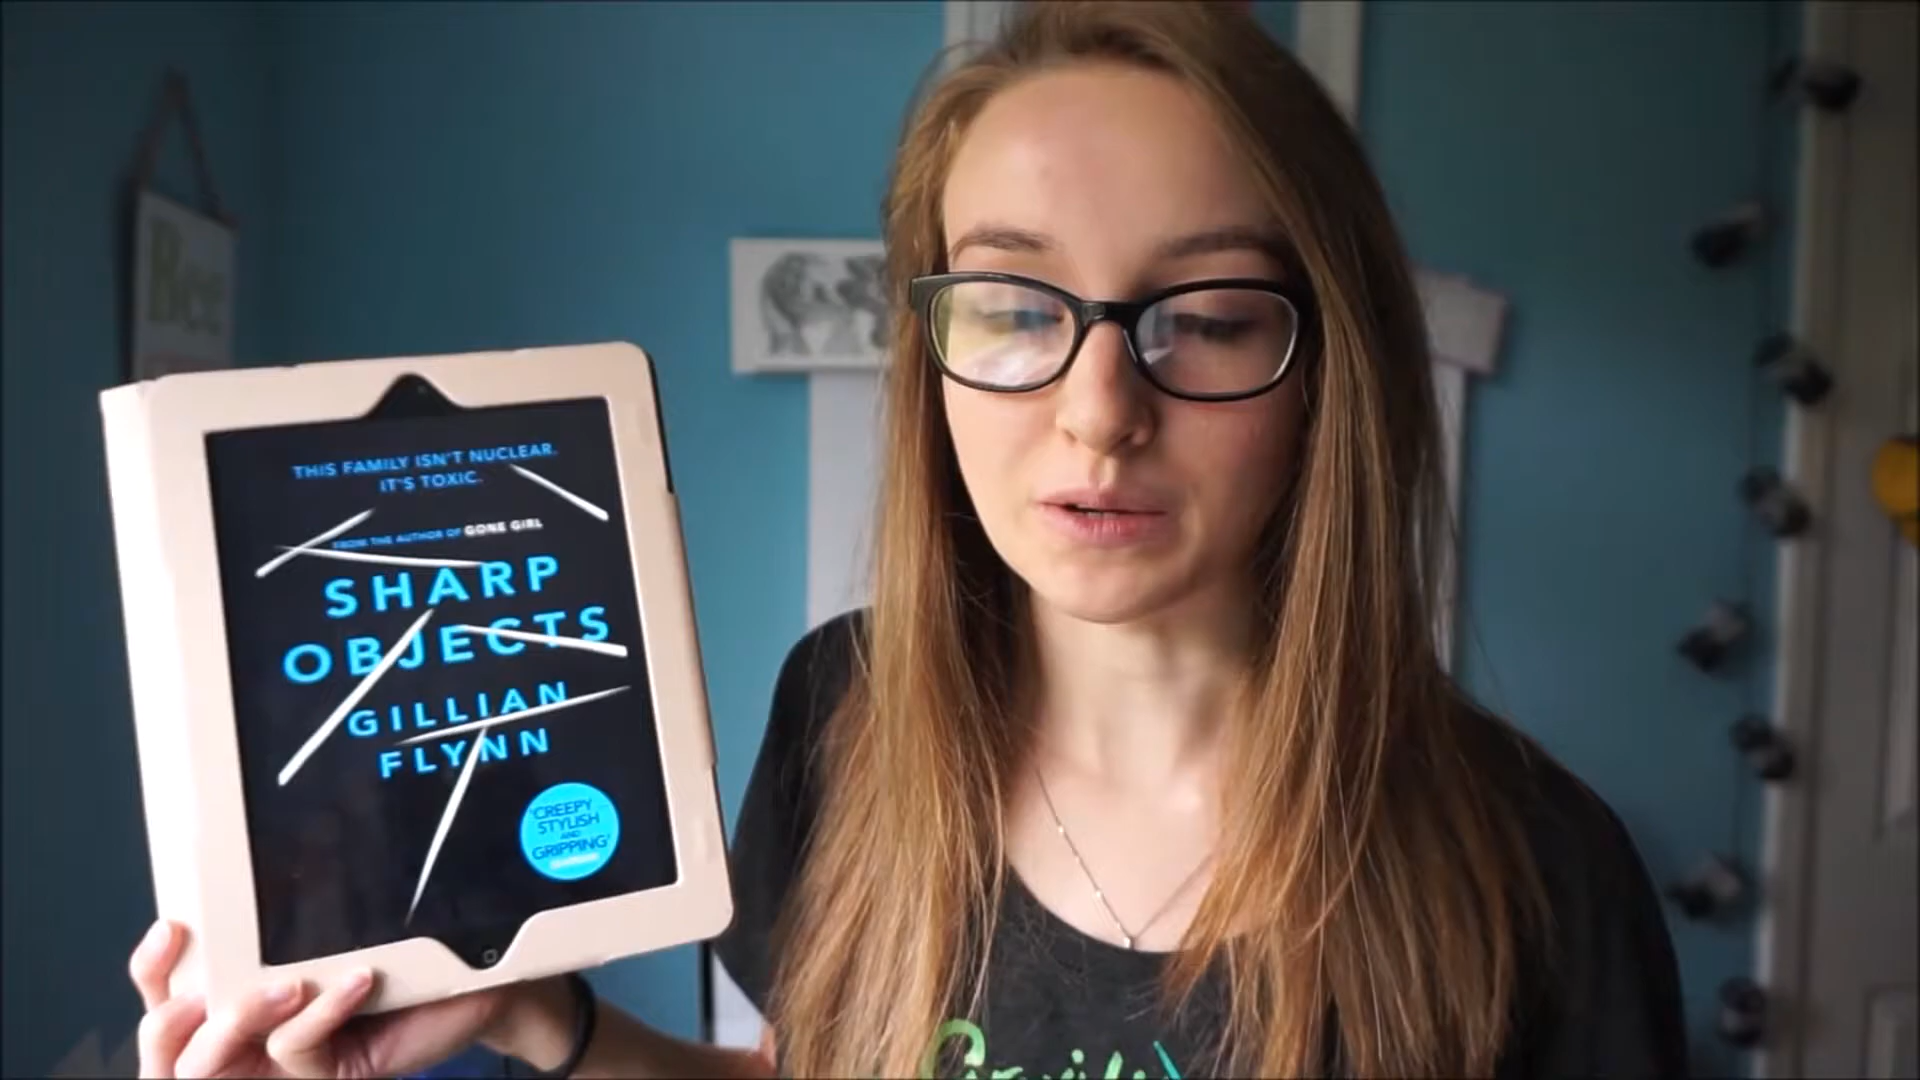 THIS FAMILY ISN'T NUCLEAR.
IT'S TOXIC.
FROM THE AUTHOR OF GONE GIRL
SHARP
OBJECTS
GILLIAN
FLYNN
'CREEPY
STYLISH
AND
GRIPPING'